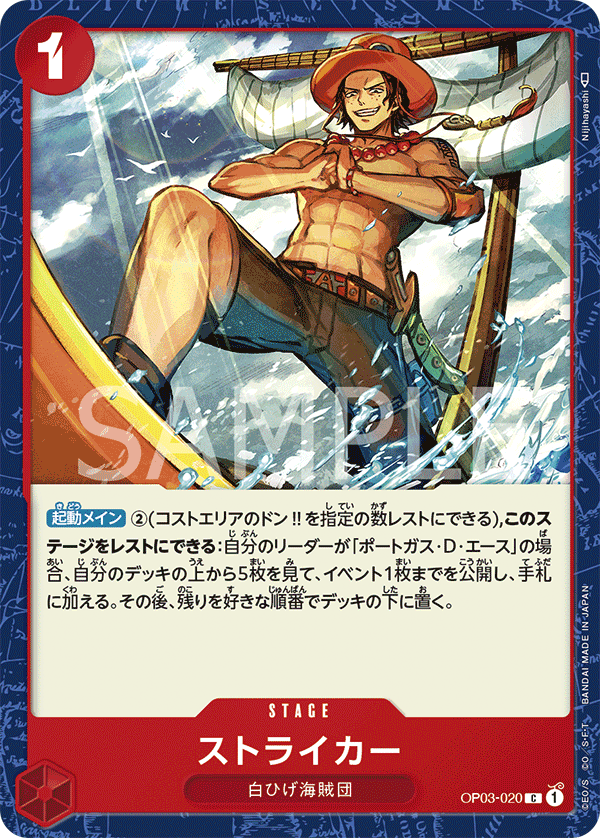 1
Nijihayashi
SAMPLE
起動メイン ②(コストエリアのドン!!を指定の数レストにできる),このス
テージをレストにできる:自分のリーダーが「ポートガス・D・エース」の場
合、自分のデッキの上から5枚を見て、イベント1枚までを公開し、手札
に加える。その後、残りを好きな順番でデッキの下に置く。
STAGE
ストライカー
白ひげ海賊団
OP03-020 C 1
©E.O/S. ©O/S・F・T BANDAI MADE IN JAPAN